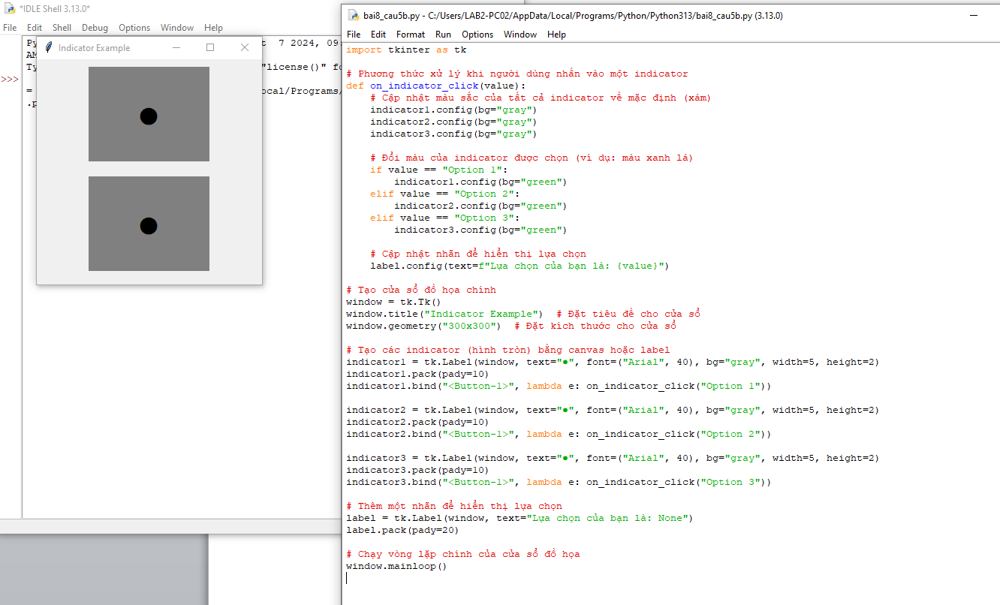 *IDLE Shell 3.13.0*
File Edit Shell Debug Options Window Help
Py
t 7 2024, 09:
AM
Ty
"license()" fo
>>>
=
ocal/Programs/
.p
Indicator Example
●
●
bai8_cau5b.py - C:/Users/LAB2-PC02/AppData/Local/Programs/Python/Python313/bai8_cau5b.py (3.13.0)
File Edit Format Run Options Window Help
import tkinter as tk

# Phương thức xử lý khi người dùng nhấn vào một indicator
def on_indicator_click(value):
    # Cập nhật màu sắc của tất cả indicator về mặc định (xám)
    indicator1.config(bg="gray")
    indicator2.config(bg="gray")
    indicator3.config(bg="gray")

    # Đổi màu của indicator được chọn (ví dụ: màu xanh lá)
    if value == "Option 1":
        indicator1.config(bg="green")
    elif value == "Option 2":
        indicator2.config(bg="green")
    elif value == "Option 3":
        indicator3.config(bg="green")

    # Cập nhật nhãn để hiển thị lựa chọn
    label.config(text=f"Lựa chọn của bạn là: {value}")

# Tạo cửa sổ đồ họa chính
window = tk.Tk()
window.title("Indicator Example")  # Đặt tiêu đề cho cửa sổ
window.geometry("300x300")  # Đặt kích thước cho cửa sổ

# Tạo các indicator (hình tròn) bằng canvas hoặc label
indicator1 = tk.Label(window, text="●", font=("Arial", 40), bg="gray", width=5, height=2)
indicator1.pack(pady=10)
indicator1.bind("<Button-1>", lambda e: on_indicator_click("Option 1"))

indicator2 = tk.Label(window, text="●", font=("Arial", 40), bg="gray", width=5, height=2)
indicator2.pack(pady=10)
indicator2.bind("<Button-1>", lambda e: on_indicator_click("Option 2"))

indicator3 = tk.Label(window, text="●", font=("Arial", 40), bg="gray", width=5, height=2)
indicator3.pack(pady=10)
indicator3.bind("<Button-1>", lambda e: on_indicator_click("Option 3"))

# Thêm một nhãn để hiển thị lựa chọn
label = tk.Label(window, text="Lựa chọn của bạn là: None")
label.pack(pady=20)

# Chạy vòng lặp chính của cửa sổ đồ họa
window.mainloop()